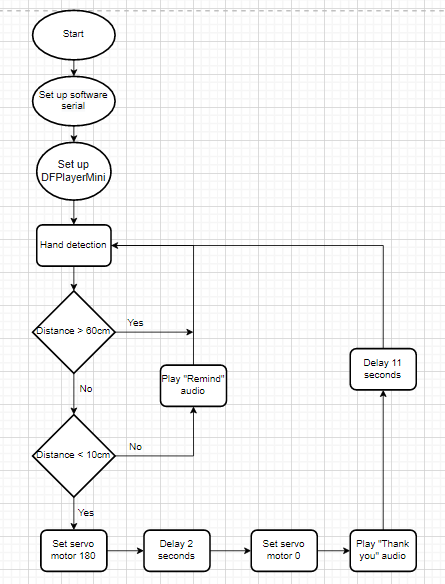 Start
Set up software
serial
Set up
DFPlayerMini
Hand detection
Distance > 60cm
Yes
No
Play "Remind"
audio
Delay 11
seconds
Distance < 10cm
No
Yes
Set servo
motor 180
Delay 2
seconds
Set servo
motor 0
Play "Thank
you" audio